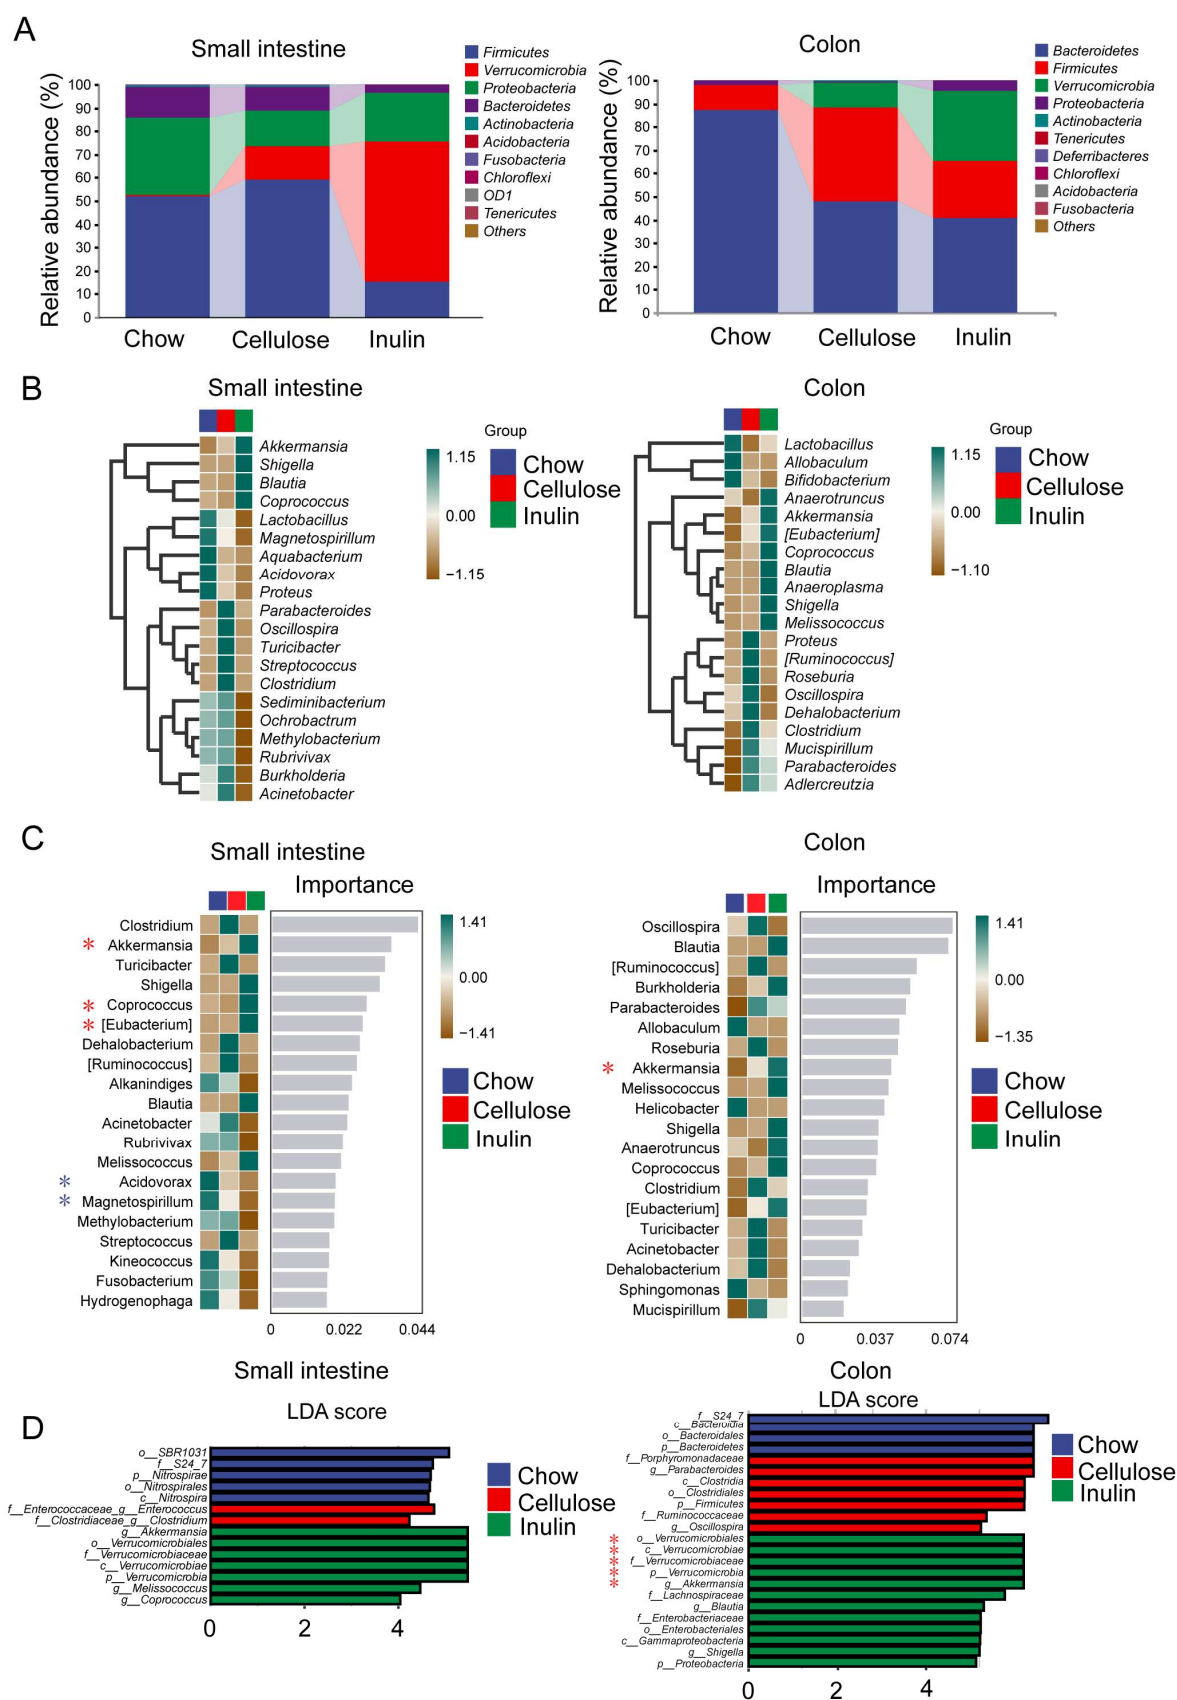 A
Small intestine
Relative abundance (%)
100
90
80
70
60
50
40
30
20
10
0
Chow
Cellulose
Inulin
Firmicutes
Verrucomicrobia
Proteobacteria
Bacteroidetes
Actinobacteria
Acidobacteria
Fusobacteria
Chloroflexi
OD1
Tenericutes
Others
Colon
Relative abundance (%)
100
90
80
70
60
50
40
30
20
10
0
Chow
Cellulose
Inulin
Bacteroidetes
Firmicutes
Verrucomicrobia
Proteobacteria
Actinobacteria
Tenericutes
Deferribacteres
Chloroflexi
Acidobacteria
Fusobacteria
Others
B
Small intestine
Akkermansia
Shigella
Blautia
Coprococcus
Lactobacillus
Magnetospirillum
Aquabacterium
Acidovorax
Proteus
Parabacteroides
Oscillospira
Turicibacter
Streptococcus
Clostridium
Sediminibacterium
Ochrobactrum
Methylobacterium
Rubrivivax
Burkholderia
Acinetobacter
1.15
0.00
−1.15
Group
Chow
Cellulose
Inulin
Colon
Lactobacillus
Allobaculum
Bifidobacterium
Anaerotruncus
Akkermansia
[Eubacterium]
Coprococcus
Blautia
Anaeroplasma
Shigella
Melissococcus
Proteus
[Ruminococcus]
Roseburia
Oscillospira
Dehalobacterium
Clostridium
Mucispirillum
Parabacteroides
Adlercreutzia
1.15
0.00
−1.10
Group
Chow
Cellulose
Inulin
C
Small intestine
Importance
Clostridium
* Akkermansia
Turicibacter
Shigella
* Coprococcus
* [Eubacterium]
Dehalobacterium
[Ruminococcus]
Alkanindiges
Blautia
Acinetobacter
Rubrivivax
Melissococcus
* Acidovorax
* Magnetospirillum
Methylobacterium
Streptococcus
Kineococcus
Fusobacterium
Hydrogenophaga
0 0.022 0.044
1.41
0.00
−1.41
Chow
Cellulose
Inulin
Colon
Importance
Oscillospira
Blautia
[Ruminococcus]
Burkholderia
Parabacteroides
Allobaculum
Roseburia
* Akkermansia
Melissococcus
Helicobacter
Shigella
Anaerotruncus
Coprococcus
Clostridium
[Eubacterium]
Turicibacter
Acinetobacter
Dehalobacterium
Sphingomonas
Mucispirillum
0 0.037 0.074
1.41
0.00
−1.35
Chow
Cellulose
Inulin
D
Small intestine
LDA score
o__SBR1031
f__S24_7
p__Nitrospirae
o__Nitrospirales
c__Nitrospira
f__Enterococcaceae_g__Enterococcus
f__Clostridiaceae_g__Clostridium
g__Akkermansia
o__Verrucomicrobiales
f__Verrucomicrobiaceae
c__Verrucomicrobiae
p__Verrucomicrobia
g__Melissococcus
g__Coprococcus
0 2 4
Chow
Cellulose
Inulin
Colon
LDA score
f__S24_7
c__Bacteroidia
o__Bacteroidales
p__Bacteroidetes
f__Porphyromonadaceae
g__Parabacteroides
c__Clostridia
o__Clostridiales
p__Firmicutes
f__Ruminococcaceae
g__Oscillospira
* o__Verrucomicrobiales
* c__Verrucomicrobiae
* f__Verrucomicrobiaceae
* p__Verrucomicrobia
* g__Akkermansia
f__Lachnospiraceae
g__Blautia
f__Enterobacteriaceae
o__Enterobacteriales
c__Gammaproteobacteria
g__Shigella
p__Proteobacteria
0 2 4
Chow
Cellulose
Inulin